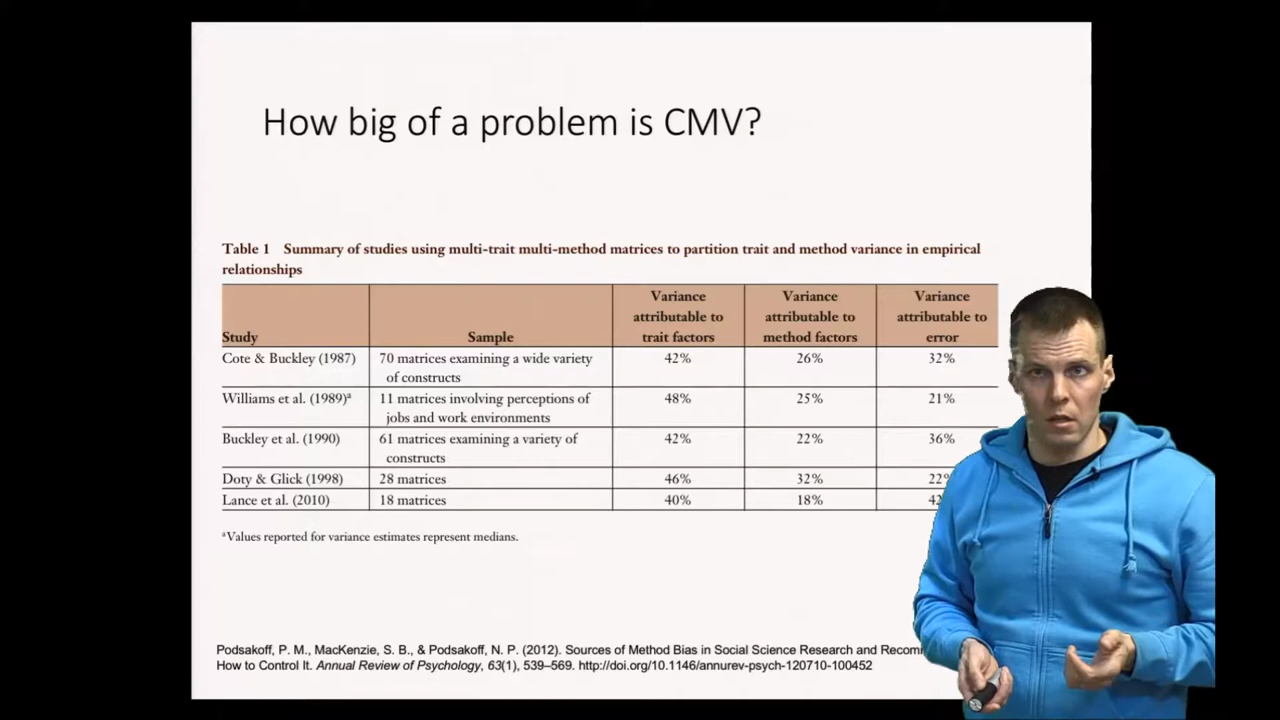 How big of a problem is CMV?
Table 1 Summary of studies using multi-trait multi-method matrices to partition trait and method variance in empirical
relationships
Study
Sample
Variance
attributable to
trait factors
Variance
attributable to
method factors
Variance
attributable to
error
Cote & Buckley (1987) 70 matrices examining a wide variety
of constructs 42% 26% 32%
Williams et al. (1989)ᵃ 11 matrices involving perceptions of
jobs and work environments 48% 25% 21%
Buckley et al. (1990) 61 matrices examining a variety of
constructs 42% 22% 36%
Doty & Glick (1998) 28 matrices 46% 32%
Lance et al. (2010) 18 matrices 40% 18%
ᵃValues reported for variance estimates represent medians.
Podsakoff, P. M., MacKenzie, S. B., & Podsakoff, N. P. (2012). Sources of Method Bias in Social Science Research and
How to Control It. Annual Review of Psychology, 63(1), 539–569. http://doi.org/10.1146/annurev-psych-120710-100452